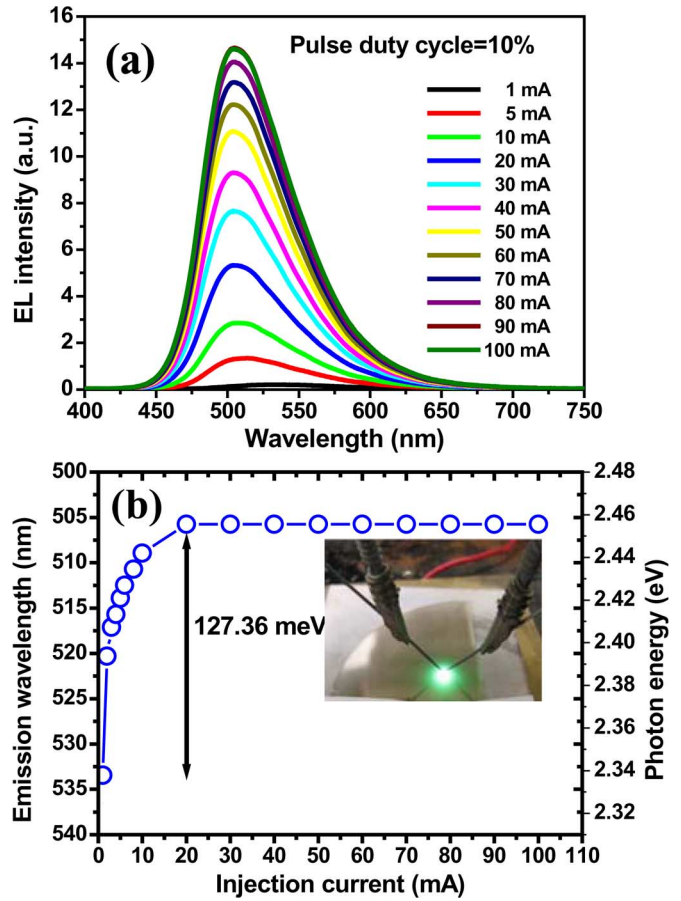 (a)
Pulse duty cycle=10%
EL intensity (a.u.)
16
14
12
10
8
6
4
2
0
1 mA
5 mA
10 mA
20 mA
30 mA
40 mA
50 mA
60 mA
70 mA
80 mA
90 mA
100 mA
400 450 500 550 600 650 700 750
Wavelength (nm)
(b)
Emission wavelength (nm)
500
505
510
515
520
525
530
535
540
127.36 meV
2.48
2.46
2.44
2.42
2.40
2.38
2.36
2.34
2.32
Photon energy (eV)
0 10 20 30 40 50 60 70 80 90 100 110
Injection current (mA)